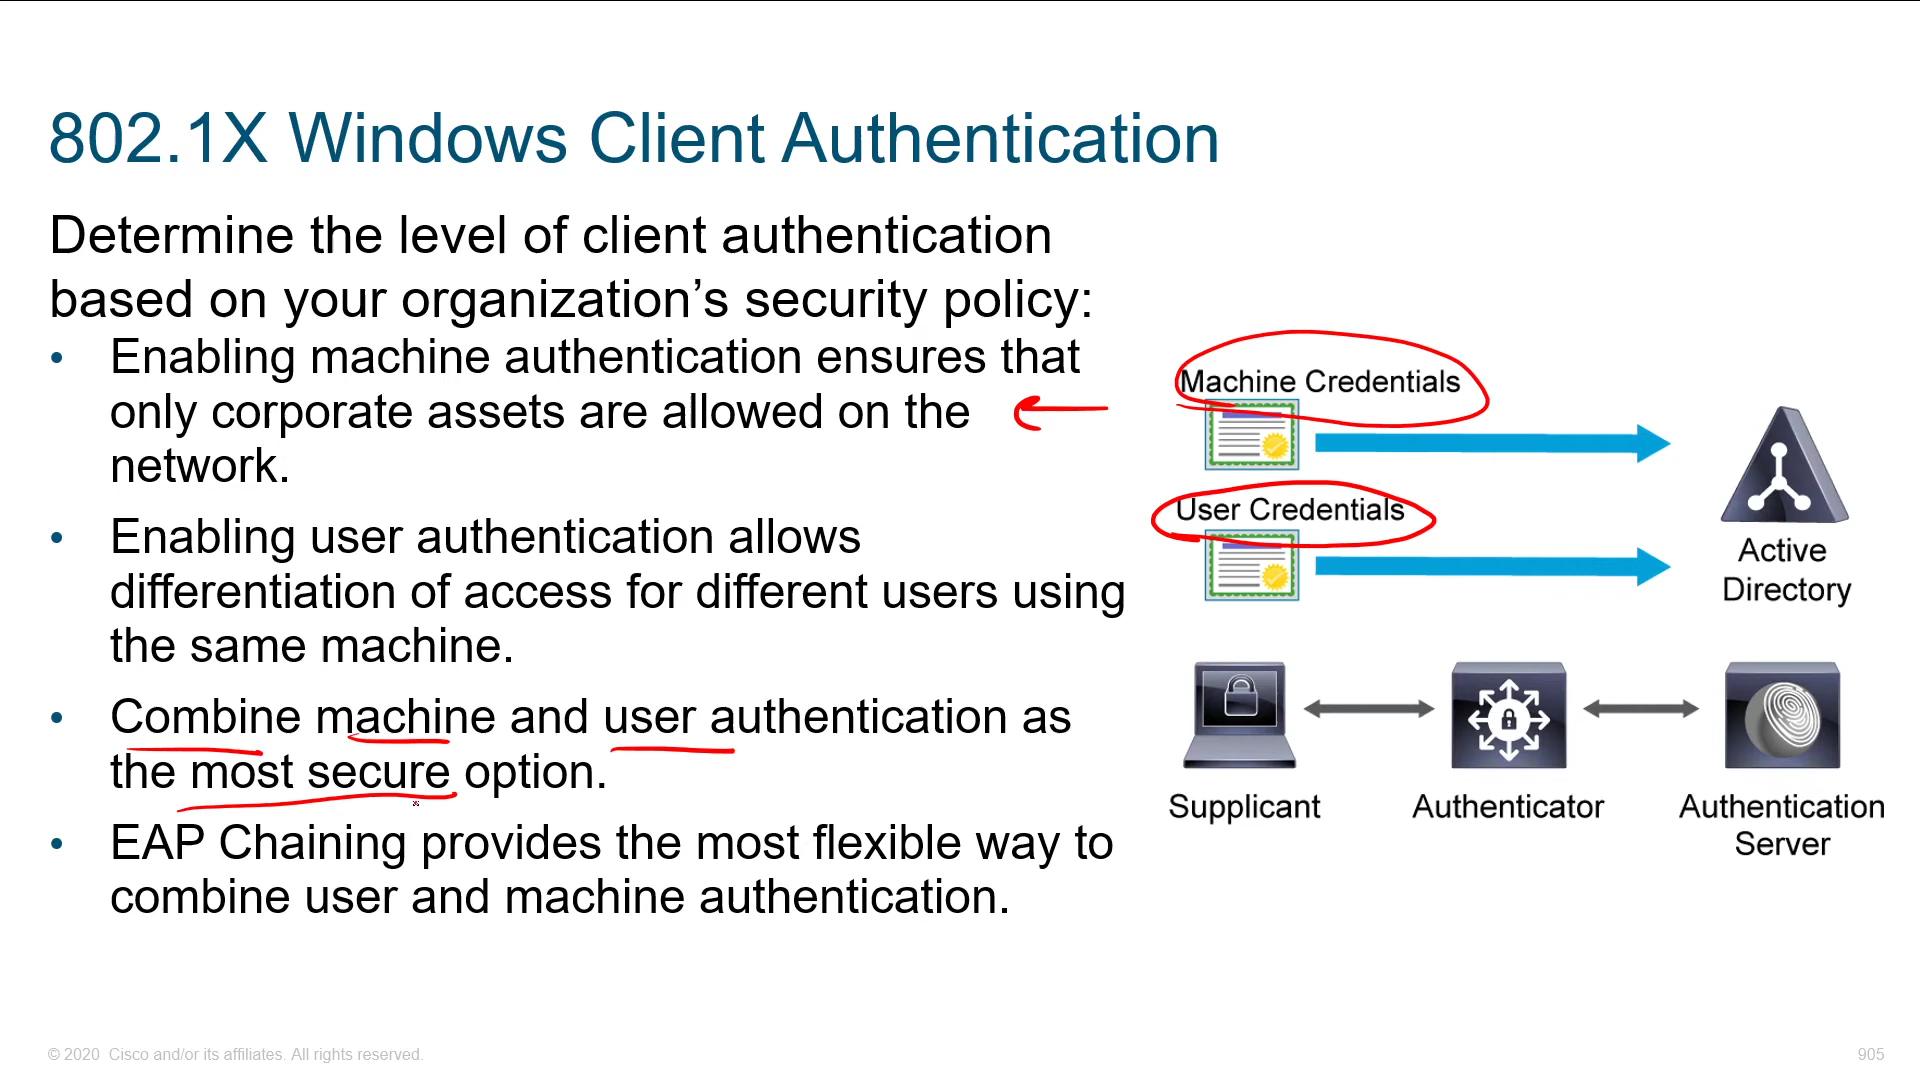 802.1X Windows Client Authentication
Determine the level of client authentication
based on your organization’s security policy:
• Enabling machine authentication ensures that
only corporate assets are allowed on the
network.
• Enabling user authentication allows
differentiation of access for different users using
the same machine.
• Combine machine and user authentication as
the most secure option.
• EAP Chaining provides the most flexible way to
combine user and machine authentication.
Machine Credentials
User Credentials
Active
Directory
Supplicant
Authenticator
Authentication
Server
© 2020 Cisco and/or its affiliates. All rights reserved.
905